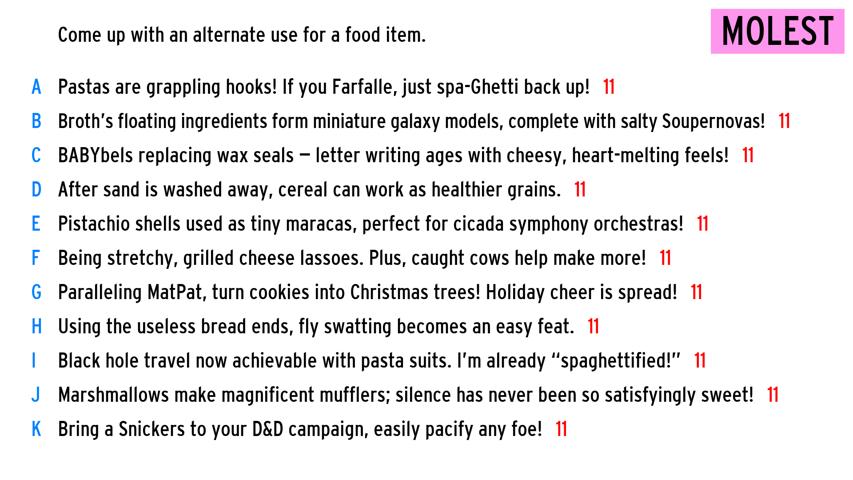 Come up with an alternate use for a food item.
MOLEST
A Pastas are grappling hooks! If you Farfalle, just spa-Ghetti back up! 11
B Broth's floating ingredients form miniature galaxy models, complete with salty Soupernovas! 11
C BABYbels replacing wax seals – letter writing ages with cheesy, heart-melting feels! 11
D After sand is washed away, cereal can work as healthier grains. 11
E Pistachio shells used as tiny maracas, perfect for cicada symphony orchestras! 11
F Being stretchy, grilled cheese lassoes. Plus, caught cows help make more! 11
G Paralleling MatPat, turn cookies into Christmas trees! Holiday cheer is spread! 11
H Using the useless bread ends, fly swatting becomes an easy feat. 11
I Black hole travel now achievable with pasta suits. I'm already “spaghettified!” 11
J Marshmallows make magnificent mufflers; silence has never been so satisfyingly sweet! 11
K Bring a Snickers to your D&D campaign, easily pacify any foe! 11